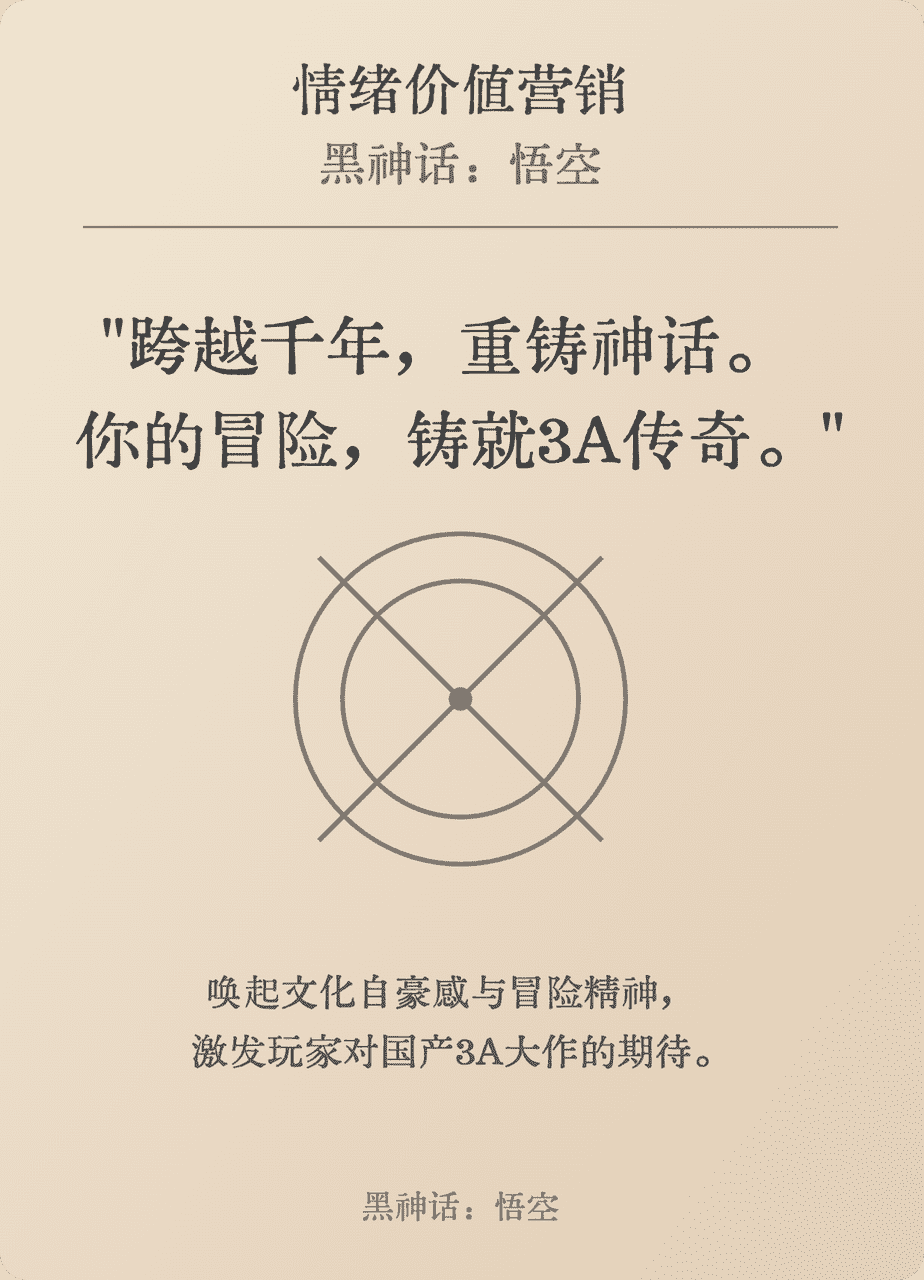 情绪价值营销
黑神话：悟空
"跨越千年，重铸神话。
你的冒险，铸就3A传奇。"
唤起文化自豪感与冒险精神，
激发玩家对国产3A大作的期待。
黑神话：悟空